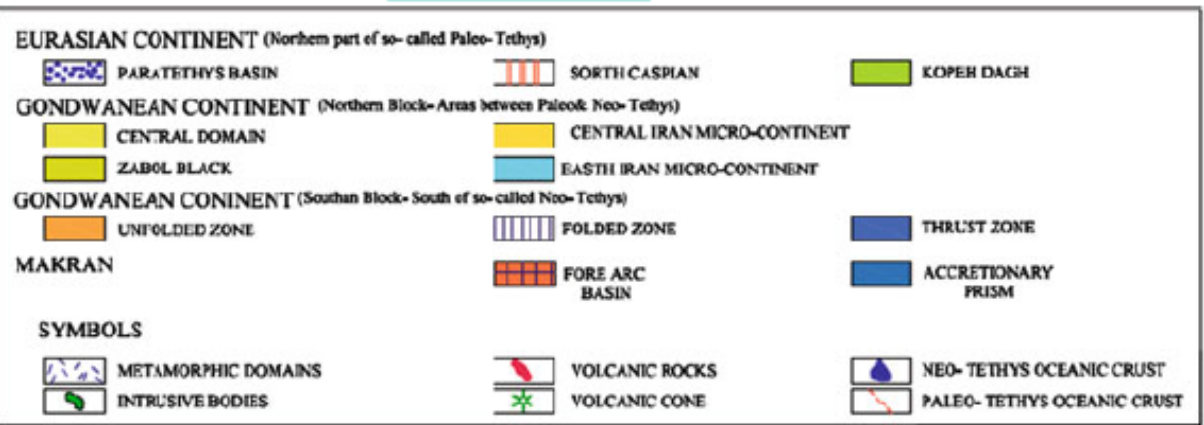 EURASIAN CONTINENT (Northern part of so- called Paleo- Tethys)
PARATETHYS BASIN SORTH CASPIAN KOPEH DAGH
GONDWANEAN CONTINENT (Northern Block- Areas between Paleo& Neo- Tethys)
CENTRAL DOMAIN CENTRAL IRAN MICRO-CONTINENT
ZABOL BLACK EASTH IRAN MICRO-CONTINENT
GONDWANEAN CONINENT (Southan Block- South of so- called Neo- Tethys)
UNFOLDED ZONE FOLDED ZONE THRUST ZONE
MAKRAN FORE ARC ACCRETIONARY
BASIN PRISM
SYMBOLS
METAMORPHIC DOMAINS VOLCANIC ROCKS NEO- TETHYS OCEANIC CRUST
INTRUSIVE BODIES VOLCANIC CONE PALEO- TETHYS OCEANIC CRUST